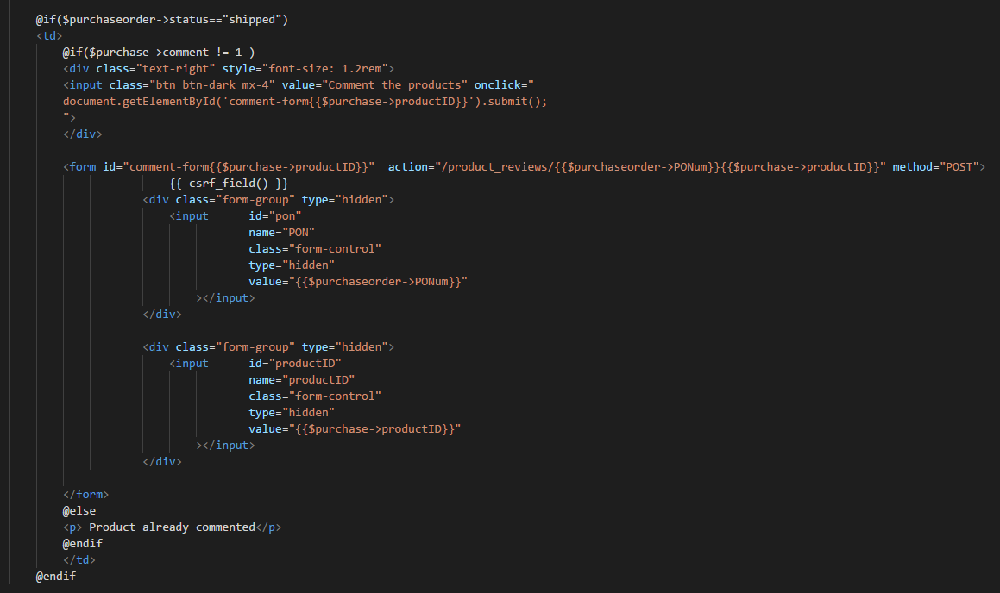 @if($purchaseorder->status=="shipped")
<td>
@if($purchase->comment != 1 )
<div class="text-right" style="font-size: 1.2rem">
<input class="btn btn-dark mx-4" value="Comment the products" onclick="
document.getElementById('comment-form{{$purchase->productID}}').submit();
">
</div>
<form id="comment-form{{$purchase->productID}}"  action="/product_reviews/{{$purchaseorder->PONum}}{{$purchase->productID}}" method="POST">
{{ csrf_field() }}
<div class="form-group" type="hidden">
<input      id="pon"
name="PON"
class="form-control"
type="hidden"
value="{{$purchaseorder->PONum}}"
></input>
</div>
<div class="form-group" type="hidden">
<input      id="productID"
name="productID"
class="form-control"
type="hidden"
value="{{$purchase->productID}}"
></input>
</div>
</form>
@else
<p> Product already commented</p>
@endif
</td>
@endif